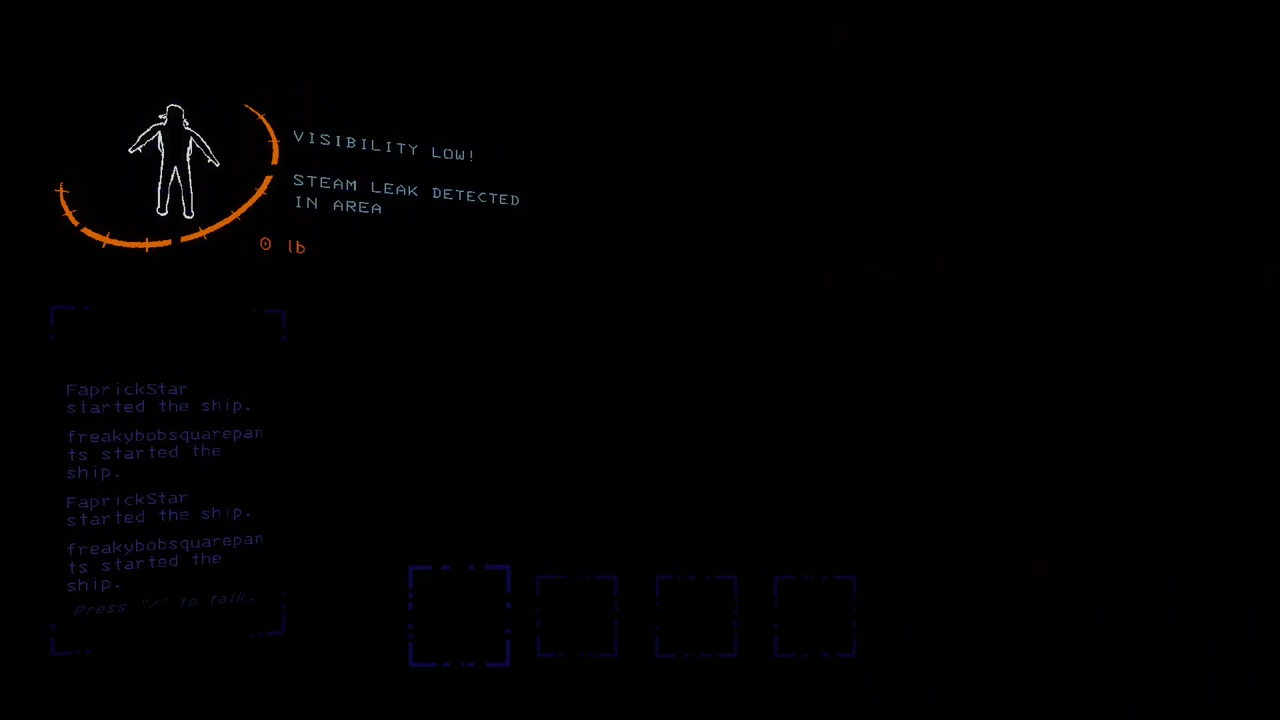 VISIBILITY LOW!
STEAM LEAK DETECTED
IN AREA
0 lb
FaprickStar
started the ship.
freakybobsquarepan
ts started the
ship.
FaprickStar
started the ship.
freakybobsquarepan
ts started the
ship.
Press "/" to talk.